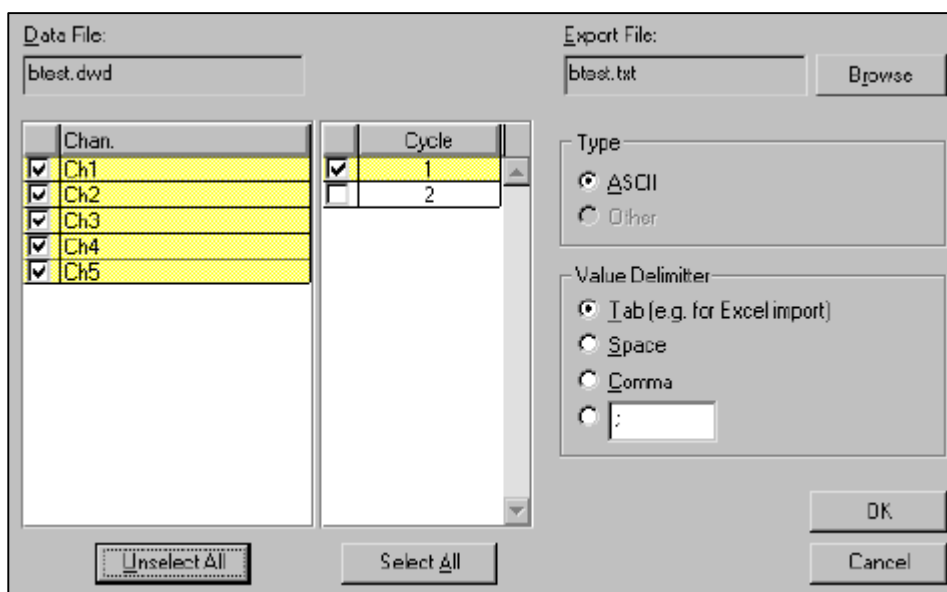 Data File:
btest.dwd
Export File:
btest.txt
Browse
Chan.
Ch1
Ch2
Ch3
Ch4
Ch5
Cycle
1
2
Type
ASCII
Other
Value Delimitter
Tab (e.g. for Excel import)
Space
Comma
;
Unselect All
Select All
OK
Cancel